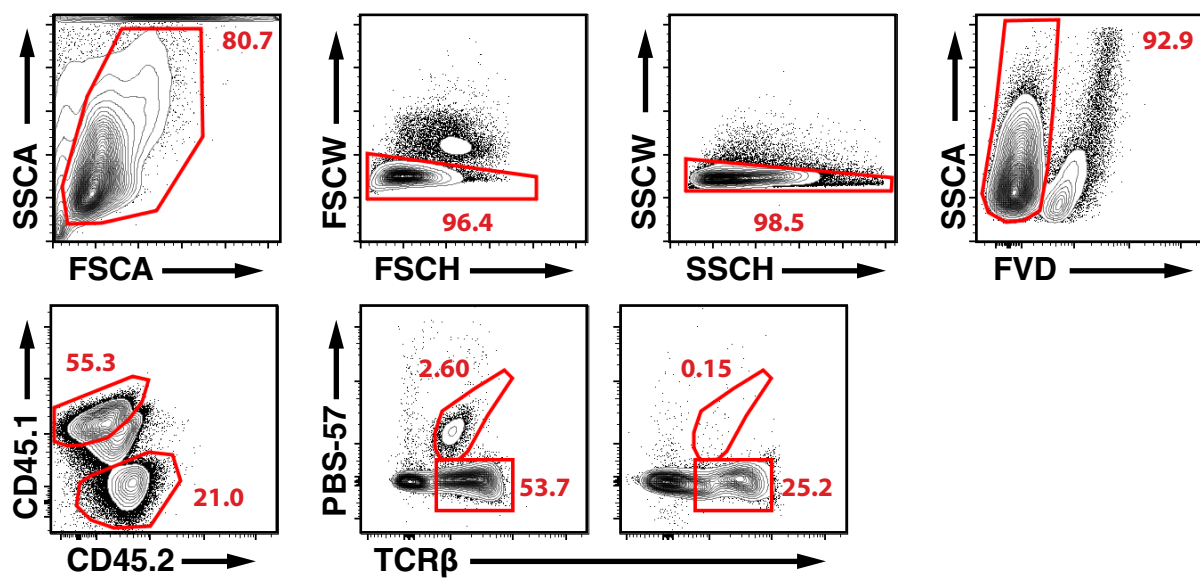 80.7
SSCA
FSCA
FSCW
96.4
FSCH
SSCW
98.5
SSCH
92.9
SSCA
FVD
55.3
CD45.1
21.0
CD45.2
2.60
PBS-57
53.7
0.15
25.2
TCRβ